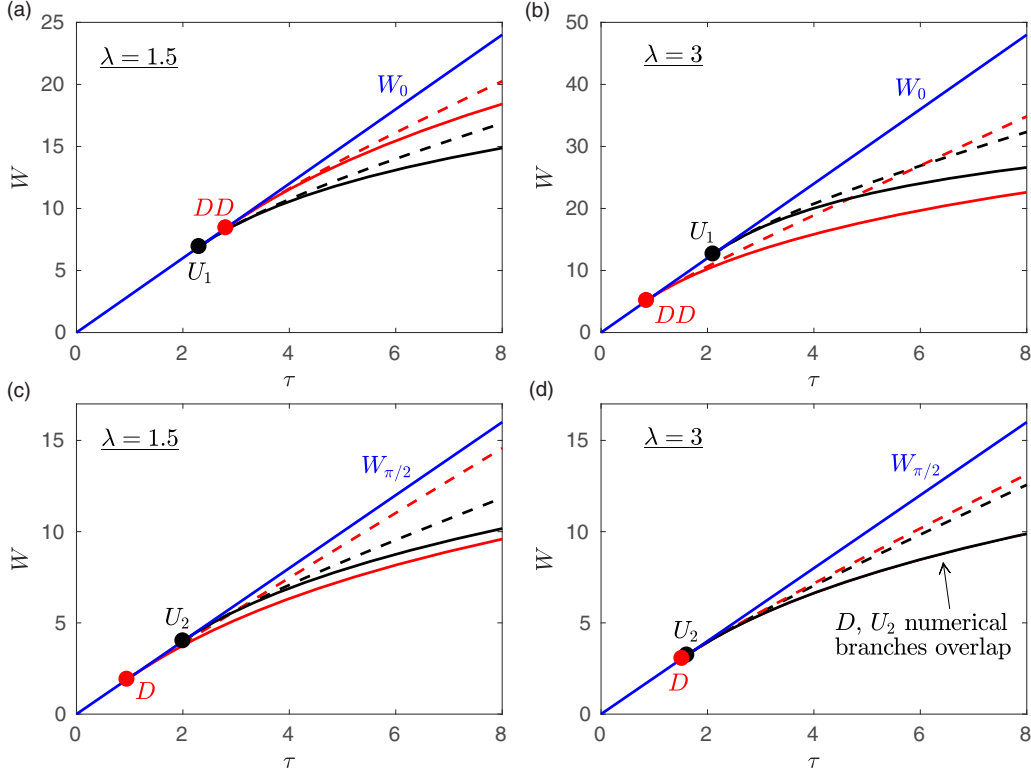 (a)
25
20
15
10
5
0
W
λ = 1.5
W₀
DD
U₁
0 2 4 6 8
τ
(b)
50
40
30
20
10
0
W
λ = 3
W₀
U₁
DD
0 2 4 6 8
τ
(c)
15
10
5
0
W
λ = 1.5
W_{π/2}
U₂
D
0 2 4 6 8
τ
(d)
15
10
5
0
W
λ = 3
W_{π/2}
U₂
D
D, U₂ numerical
branches overlap
0 2 4 6 8
τ